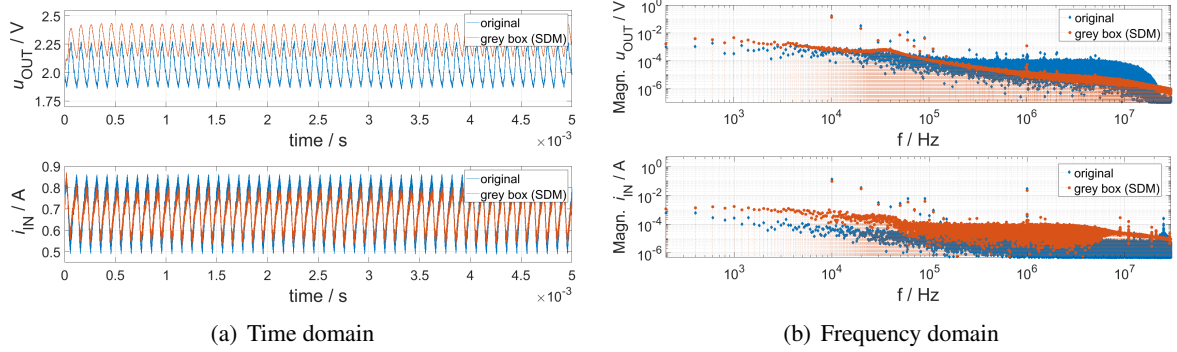 2.5
2.25
2.0
1.75
u_OUT / V
original
grey box (SDM)
0 0.5 1 1.5 2 2.5 3 3.5 4 4.5 5
time / s
×10^-3
0.9
0.8
0.7
0.6
0.5
i_IN / A
original
grey box (SDM)
0 0.5 1 1.5 2 2.5 3 3.5 4 4.5 5
time / s
×10^-3
(a) Time domain
10^0
10^-2
10^-4
10^-6
Magn. u_OUT / V
original
grey box (SDM)
10^3 10^4 10^5 10^6 10^7
f / Hz
10^0
10^-2
10^-4
10^-6
Magn. i_IN / A
original
grey box (SDM)
10^3 10^4 10^5 10^6 10^7
f / Hz
(b) Frequency domain